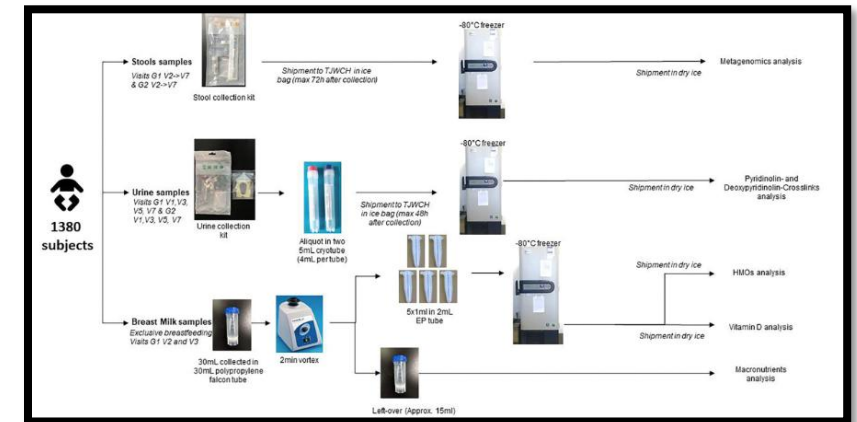 -80°C freezer
Stools samples
Visits G1 V2->V7
& G2 V2->V7
Stool collection kit
Shipment to TJWCH in ice
bag (max 72h after collection)
Shipment in dry ice
Metagenomics analysis
1380
subjects
Urine samples
Visits G1 V1,V3,
V5, V7 & G2
V1,V3, V5, V7
Urine collection
kit
Aliquot in two
5mL cryotube
(4mL per tube)
Shipment to TJWCH
in ice bag (max 48h
after collection)
-80°C freezer
Shipment in dry ice
Pyridinolin- and
Deoxypyridinolin-Crosslinks
analysis
Breast Milk samples
Exclusive breastfeeding
Visits G1 V2 and V3
30mL collected in
30mL polypropylene
falcon tube
2min vortex
5x1ml in 2mL
EP tube
-80°C freezer
Shipment in dry ice
HMOs analysis
Shipment in dry ice
Vitamin D analysis
Left-over (Approx. 15ml)
Macronutrients
analysis